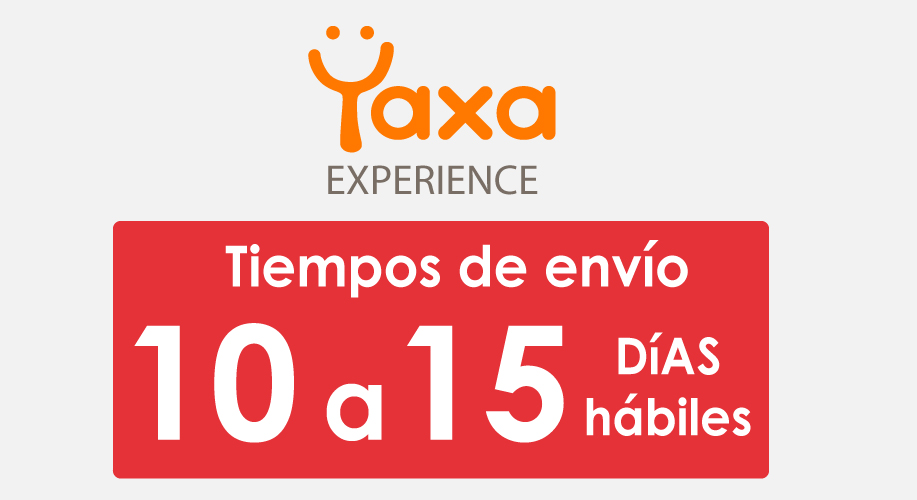 Yaxa
EXPERIENCE
Tiempos de envío
10 a 15 DíAS
hábiles